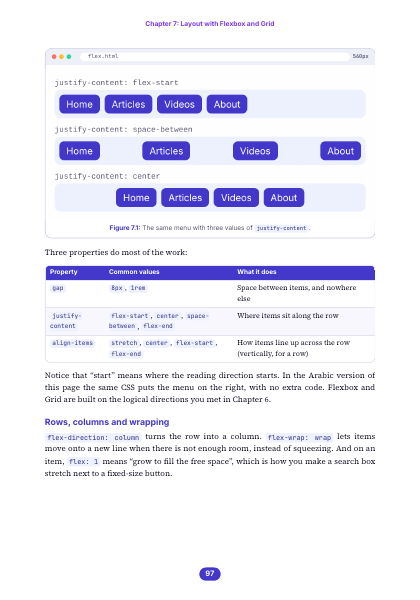 Chapter 7: Layout with Flexbox and Grid
flex.html
560px
justify-content: flex-start
Home Articles Videos About
justify-content: space-between
Home Articles Videos About
justify-content: center
Home Articles Videos About
Figure 7.1: The same menu with three values of justify-content.
Three properties do most of the work:
Property Common values What it does
gap 8px, 1rem Space between items, and nowhere
else
justify- flex-start, center, space- Where items sit along the row
content between, flex-end
align-items stretch, center, flex-start, How items line up across the row
flex-end (vertically, for a row)
Notice that “start” means where the reading direction starts. In the Arabic version of
this page the same CSS puts the menu on the right, with no extra code. Flexbox and
Grid are built on the logical directions you met in Chapter 6.
Rows, columns and wrapping
flex-direction: column turns the row into a column. flex-wrap: wrap lets items
move onto a new line when there is not enough room, instead of squeezing. And on an
item, flex: 1 means “grow to fill the free space”, which is how you make a search box
stretch next to a fixed-size button.
97